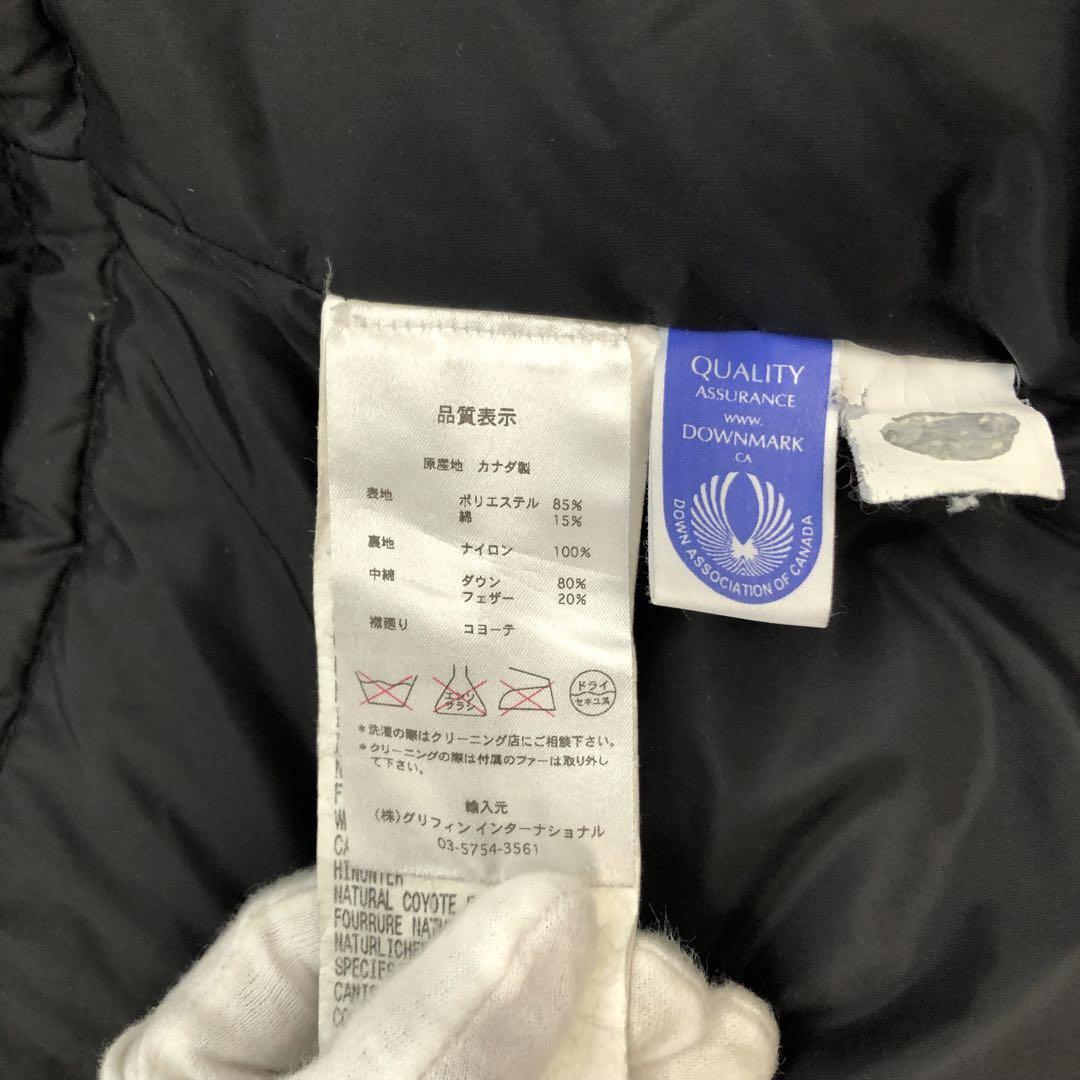 品質表示
原産地 カナダ製
表地 ポリエステル 85%
綿 15%
裏地 ナイロン 100%
中綿 ダウン 80%
フェザー 20%
襟廻り コヨーテ
エンソ
サラシ
ドライ
セキユ系
*洗濯の際はクリーニング店にご相談下さい。
*クリーニングの際は付属のファーは取り外し
て下さい。
輸入元
(株)グリフィン インターナショナル
03-5754-3561
NATURAL COYOTE
FOURRURE
SPECIES
QUALITY
ASSURANCE
www.
DOWNMARK
.CA
DOWN ASSOCIATION OF CANADA